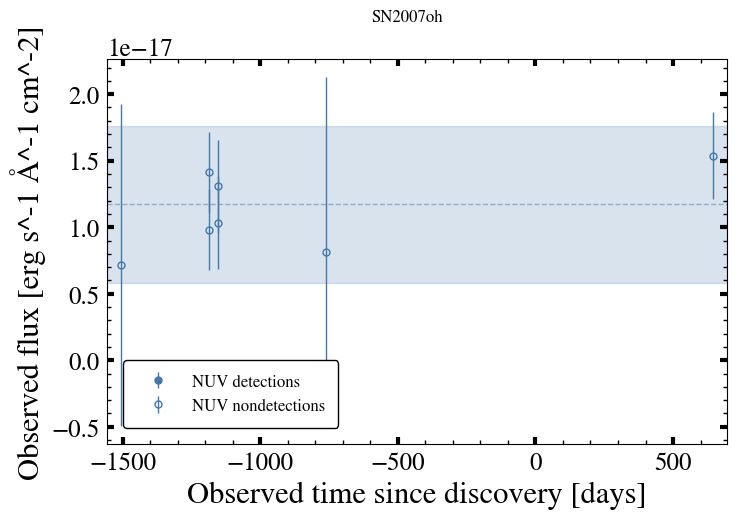 SN2007oh
1e−17
2.0
1.5
1.0
0.5
0.0
−0.5
Observed flux [erg s^-1 Å^-1 cm^-2]
NUV detections
NUV nondetections
−1500 −1000 −500 0 500
Observed time since discovery [days]